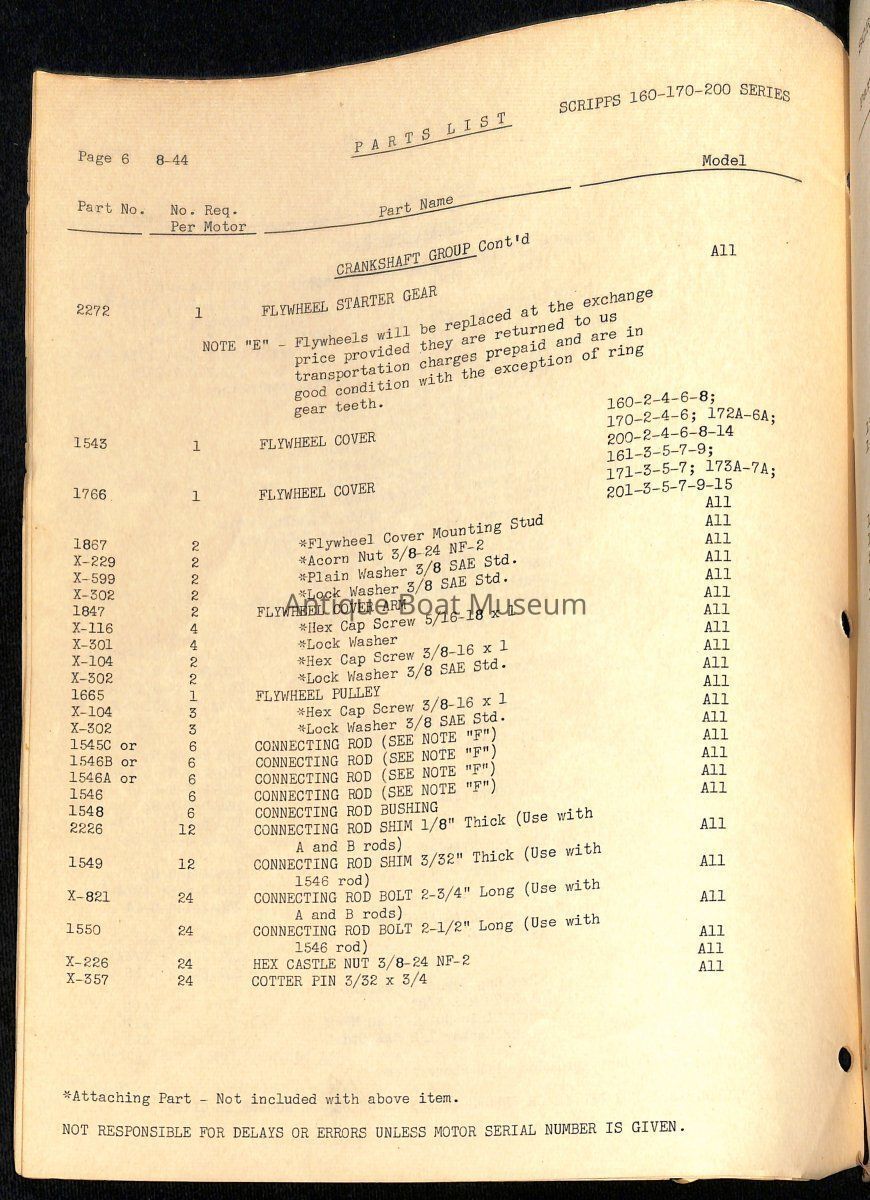 SCRIPPS 160-170-200 SERIES
PARTS LIST
Page 6 8-44
Model
Part No. No. Req. Per Motor Part Name
CRANKSHAFT GROUP Cont'd
All
2272 1 FLYWHEEL STARTER GEAR
NOTE "E" - Flywheels will be replaced at the exchange
price provided they are returned to us
transportation charges prepaid and are in
good condition with the exception of ring
gear teeth.
160-2-4-6-8;
170-2-4-6; 172A-6A;
1543 1 FLYWHEEL COVER 200-2-4-6-8-14
161-3-5-7-9;
171-3-5-7; 173A-7A;
1766 1 FLYWHEEL COVER 201-3-5-7-9-15
All
1867 2 *Flywheel Cover Mounting Stud All
X-229 2 *Acorn Nut 3/8-24 NF-2 All
X-599 2 *Plain Washer 3/8 SAE Std. All
X-302 2 *Lock Washer 3/8 SAE Std. All
1847 2 FLYWHEEL COVER ARM All
Antique Boat Museum
X-116 4 *Hex Cap Screw 5/16-18 x 1 All
X-301 4 *Lock Washer All
X-104 2 *Hex Cap Screw 3/8-16 x 1 All
X-302 2 *Lock Washer 3/8 SAE Std. All
1665 1 FLYWHEEL PULLEY All
X-104 3 *Hex Cap Screw 3/8-16 x 1 All
X-302 3 *Lock Washer 3/8 SAE Std. All
1545C or 6 CONNECTING ROD (SEE NOTE "F") All
1546B or 6 CONNECTING ROD (SEE NOTE "F") All
1546A or 6 CONNECTING ROD (SEE NOTE "F") All
1546 6 CONNECTING ROD (SEE NOTE "F") All
1548 6 CONNECTING ROD BUSHING
2226 12 CONNECTING ROD SHIM 1/8" Thick (Use with All
A and B rods)
1549 12 CONNECTING ROD SHIM 3/32" Thick (Use with All
1546 rod)
X-821 24 CONNECTING ROD BOLT 2-3/4" Long (Use with All
A and B rods)
1550 24 CONNECTING ROD BOLT 2-1/2" Long (Use with All
1546 rod) All
X-226 24 HEX CASTLE NUT 3/8-24 NF-2 All
X-357 24 COTTER PIN 3/32 x 3/4
*Attaching Part - Not included with above item.
NOT RESPONSIBLE FOR DELAYS OR ERRORS UNLESS MOTOR SERIAL NUMBER IS GIVEN.